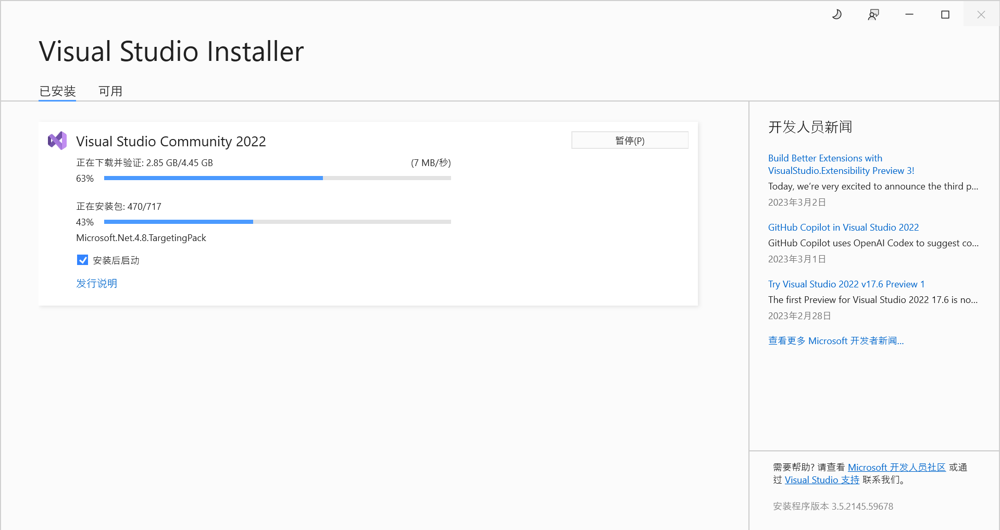 Visual Studio Installer
已安装
可用
Visual Studio Community 2022
暂停(P)
正在下载并验证: 2.85 GB/4.45 GB
(7 MB/秒)
63%
正在安装包: 470/717
43%
Microsoft.Net.4.8.TargetingPack
安装后启动
发行说明
开发人员新闻
Build Better Extensions with
VisualStudio.Extensibility Preview 3!
Today, we’re very excited to announce the third p...
2023年3月2日
GitHub Copilot in Visual Studio 2022
GitHub Copilot uses OpenAI Codex to suggest co...
2023年3月1日
Try Visual Studio 2022 v17.6 Preview 1
The first Preview for Visual Studio 2022 17.6 is no...
2023年2月28日
查看更多 Microsoft 开发者新闻...
需要帮助? 请查看 Microsoft 开发人员社区 或通
过 Visual Studio 支持 联系我们。
安装程序版本 3.5.2145.59678